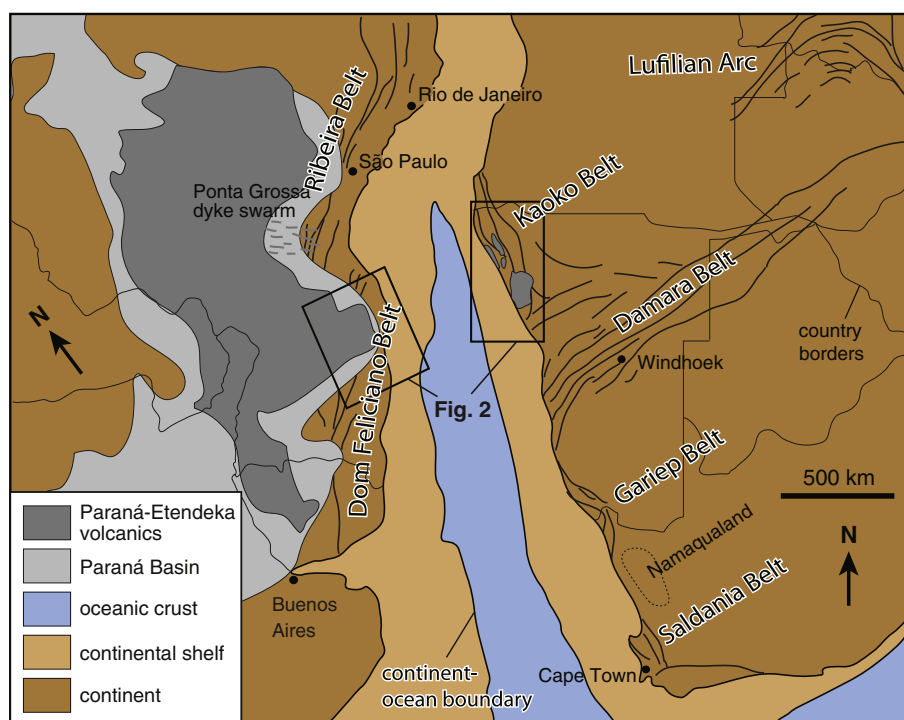 Lufilian Arc
Ribeira Belt
Rio de Janeiro
São Paulo
Ponta Grossa
dyke swarm
Kaoko Belt
Damara Belt
country
borders
Windhoek
N
Dom Feliciano Belt
Fig. 2
Gariep Belt
500 km
N
Namaqualand
Saldania Belt
Paraná-Etendeka
volcanics
Paraná Basin
oceanic crust
continental shelf
continent
Buenos
Aires
continent-
ocean boundary
Cape Town